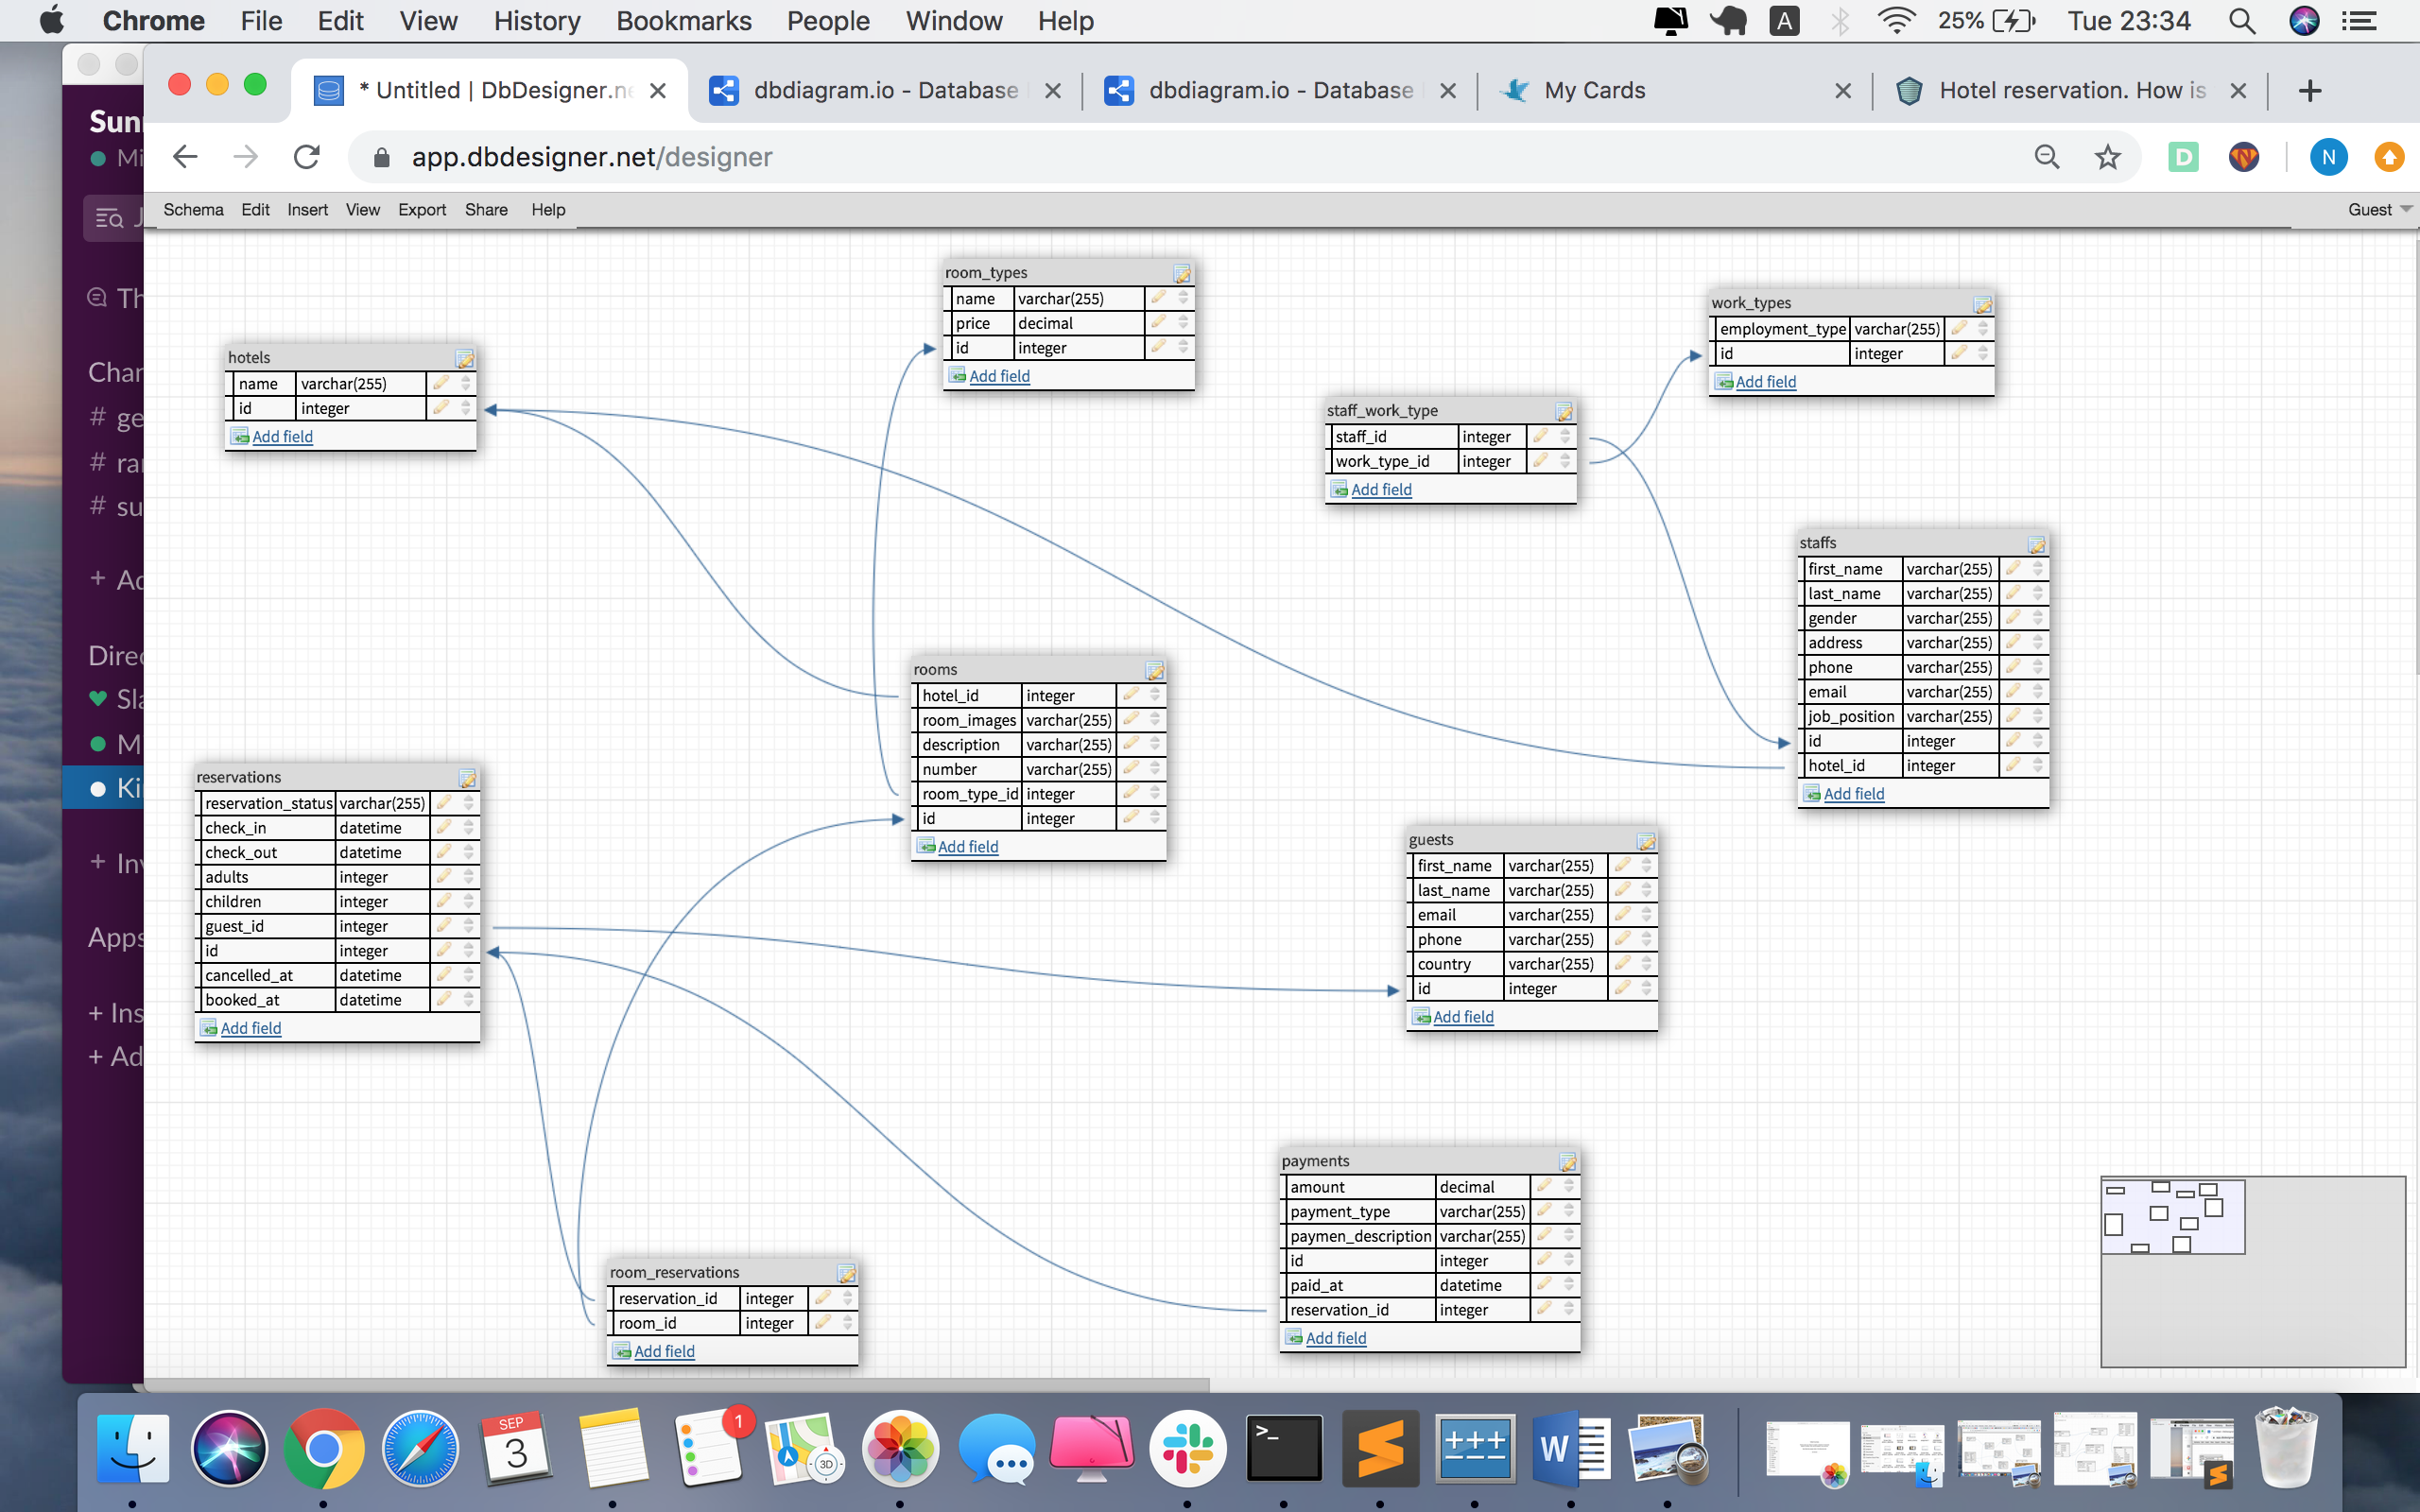 Chrome File Edit View History Bookmarks People Window Help
A 25% Tue 23:34
* Untitled | DbDesigner.ne
dbdiagram.io - Database
dbdiagram.io - Database
My Cards
Hotel reservation. How is
app.dbdesigner.net/designer
D
N
Schema Edit Insert View Export Share Help
Guest
room_types
name varchar(255)
price decimal
id integer
Add field
work_types
employment_type varchar(255)
id integer
Add field
hotels
name varchar(255)
id integer
Add field
staff_work_type
staff_id integer
work_type_id integer
Add field
staffs
first_name varchar(255)
last_name varchar(255)
gender varchar(255)
address varchar(255)
phone varchar(255)
email varchar(255)
job_position varchar(255)
id integer
hotel_id integer
Add field
rooms
hotel_id integer
room_images varchar(255)
description varchar(255)
number varchar(255)
room_type_id integer
id integer
Add field
reservations
reservation_status varchar(255)
check_in datetime
check_out datetime
adults integer
children integer
guest_id integer
id integer
cancelled_at datetime
booked_at datetime
Add field
guests
first_name varchar(255)
last_name varchar(255)
email varchar(255)
phone varchar(255)
country varchar(255)
id integer
Add field
payments
amount decimal
payment_type varchar(255)
paymen_description varchar(255)
id integer
paid_at datetime
reservation_id integer
Add field
room_reservations
reservation_id integer
room_id integer
Add field
Sun
Mi
Th
Char
# ge
# ra
# su
+ Ad
Direc
Sla
M
Ki
+ Inv
Apps
+ Ins
+ Ad
SEP
3
1
3D
>_
+++
W